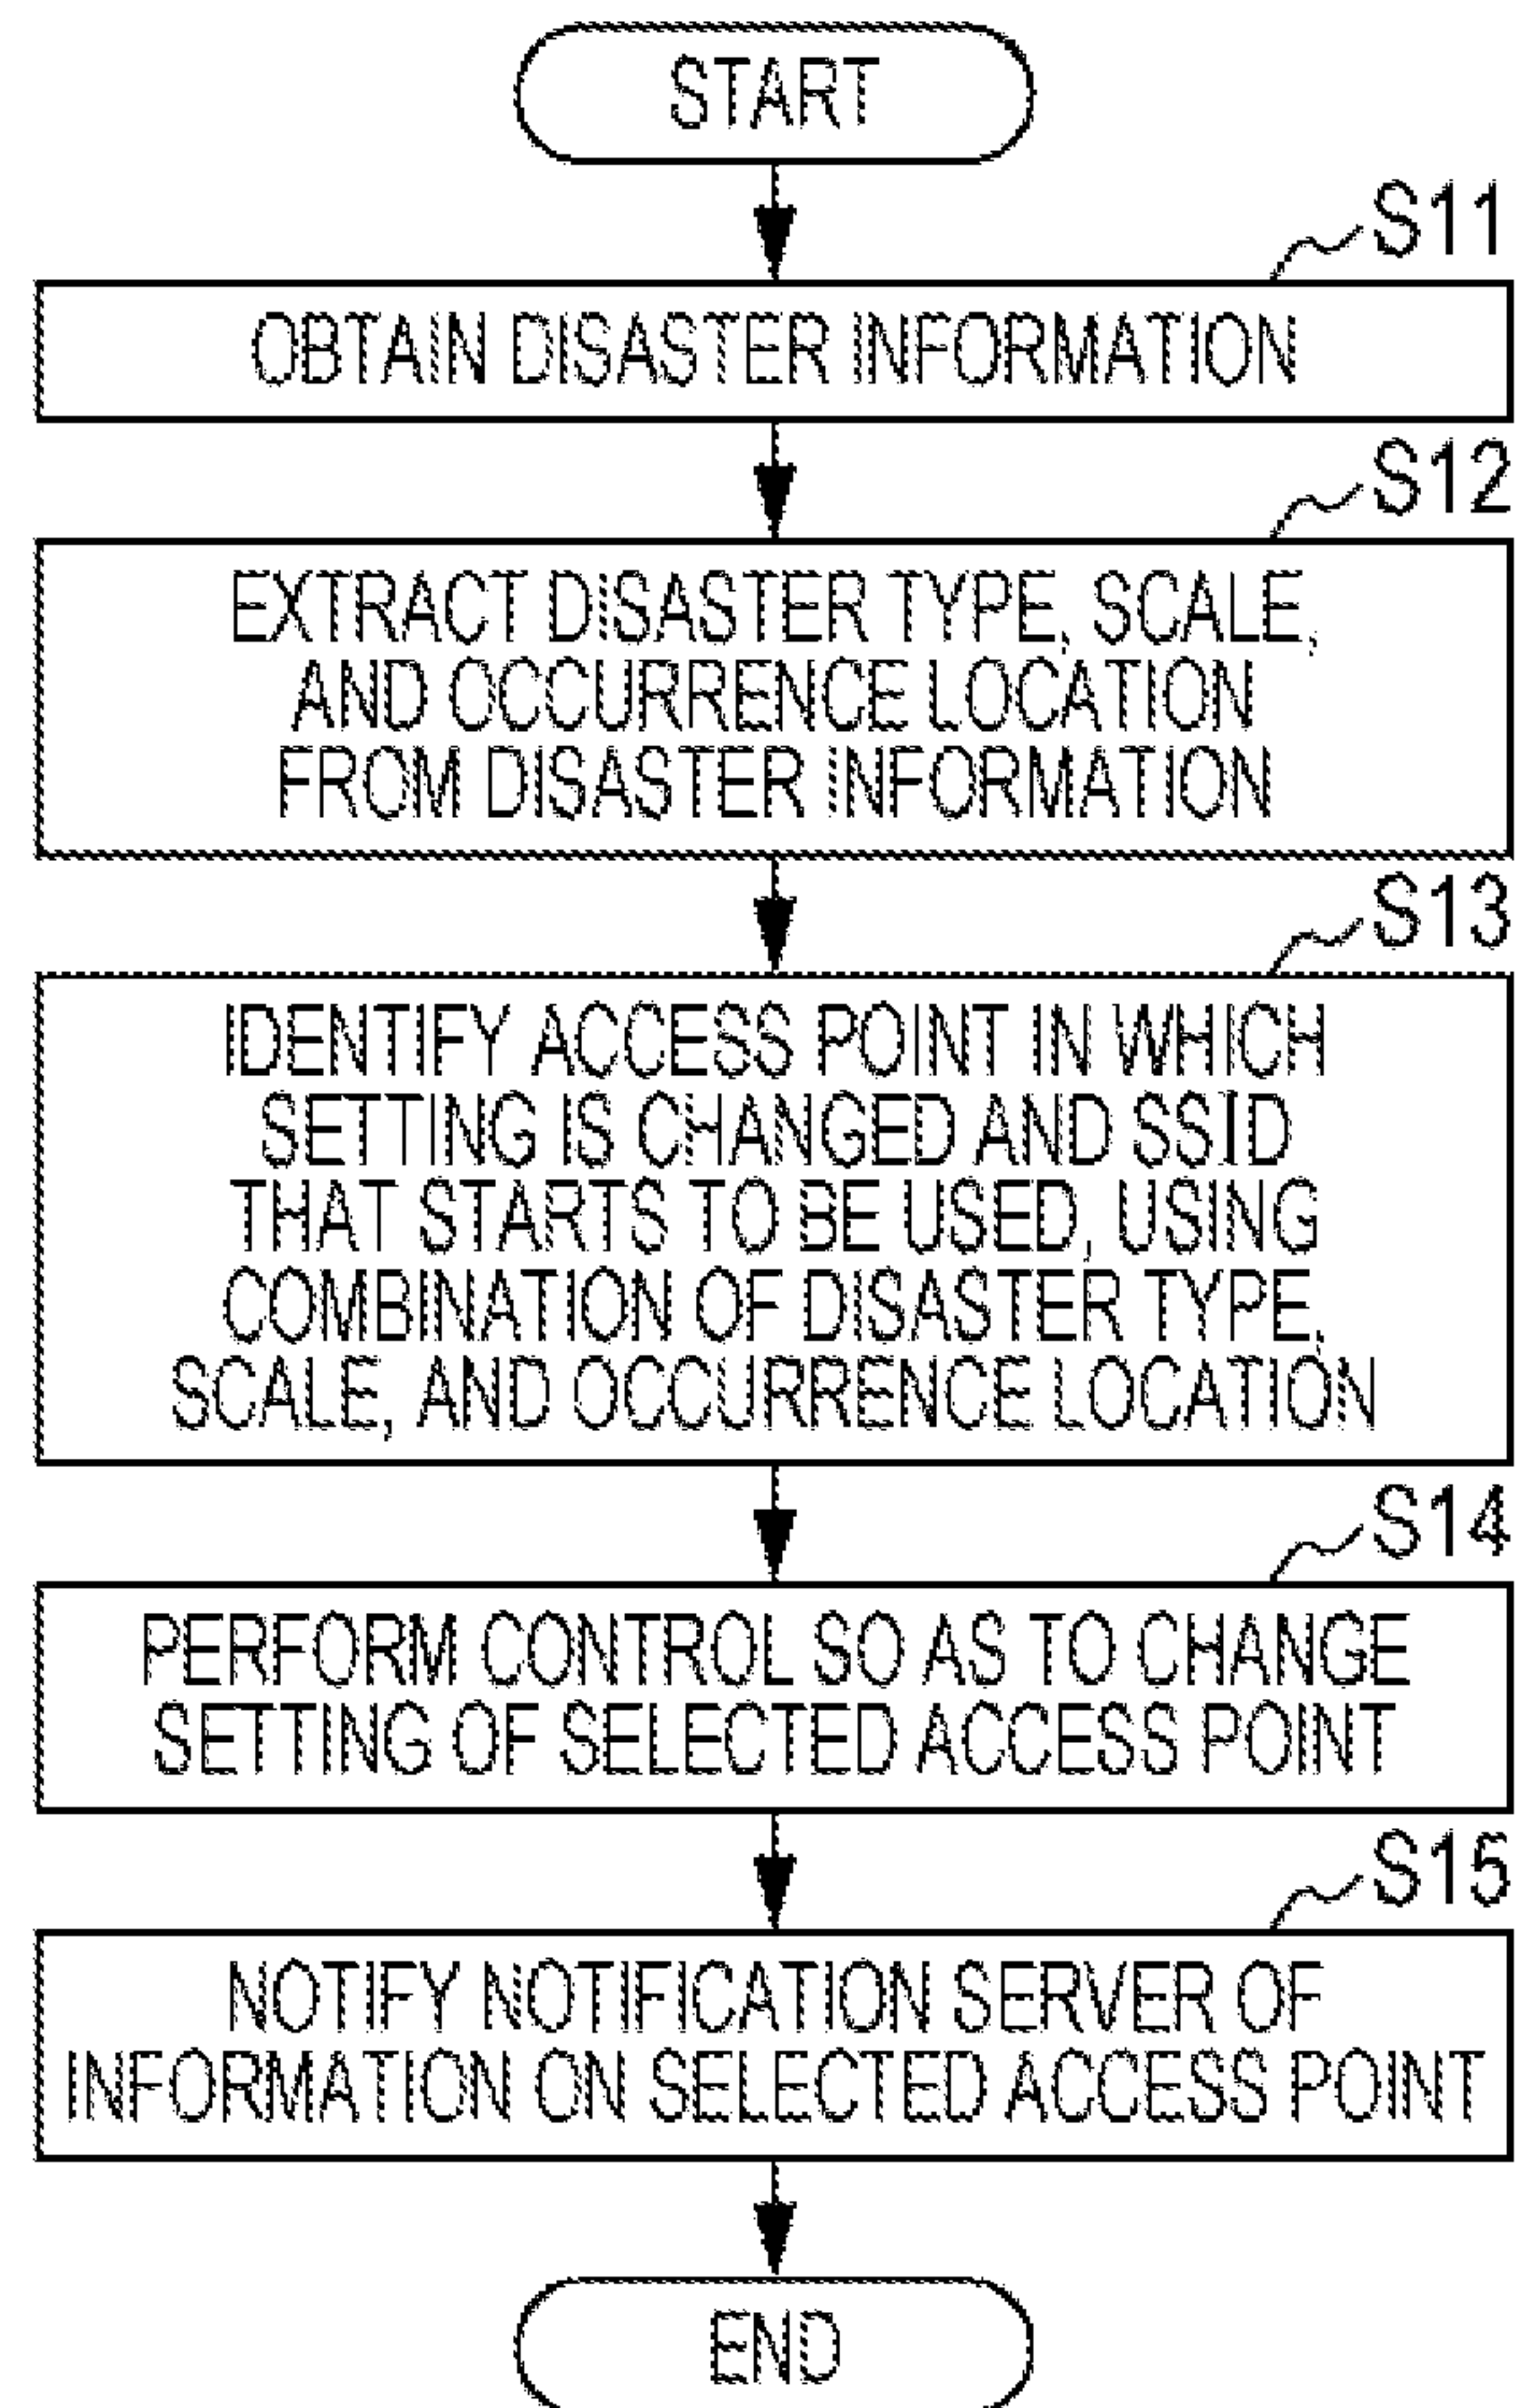 START
S11
OBTAIN DISASTER INFORMATION
S12
EXTRACT DISASTER TYPE, SCALE,
AND OCCURRENCE LOCATION
FROM DISASTER INFORMATION
S13
IDENTIFY ACCESS POINT IN WHICH
SETTING IS CHANGED AND SSID
THAT STARTS TO BE USED, USING
COMBINATION OF DISASTER TYPE,
SCALE, AND OCCURRENCE LOCATION
S14
PERFORM CONTROL SO AS TO CHANGE
SETTING OF SELECTED ACCESS POINT
S15
NOTIFY NOTIFICATION SERVER OF
INFORMATION ON SELECTED ACCESS POINT
END